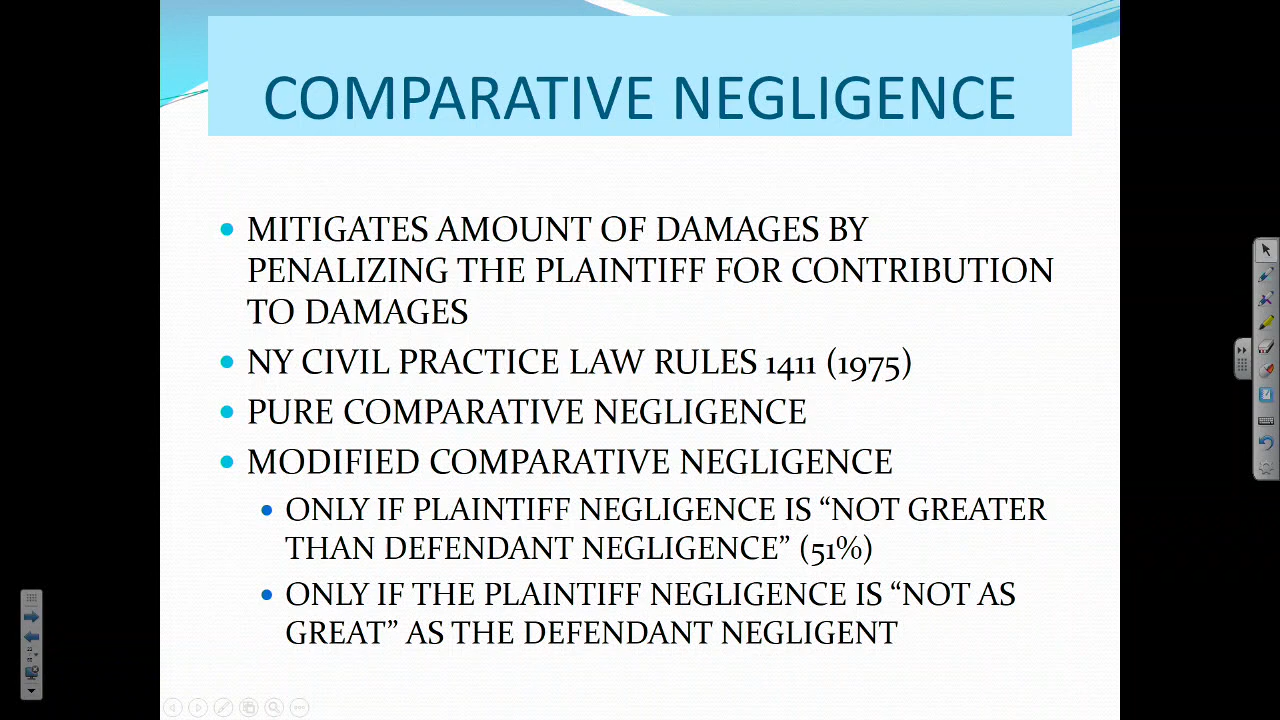 COMPARATIVE NEGLIGENCE
MITIGATES AMOUNT OF DAMAGES BY
PENALIZING THE PLAINTIFF FOR CONTRIBUTION
TO DAMAGES
NY CIVIL PRACTICE LAW RULES 1411 (1975)
PURE COMPARATIVE NEGLIGENCE
MODIFIED COMPARATIVE NEGLIGENCE
ONLY IF PLAINTIFF NEGLIGENCE IS “NOT GREATER
THAN DEFENDANT NEGLIGENCE” (51%)
ONLY IF THE PLAINTIFF NEGLIGENCE IS “NOT AS
GREAT” AS THE DEFENDANT NEGLIGENT